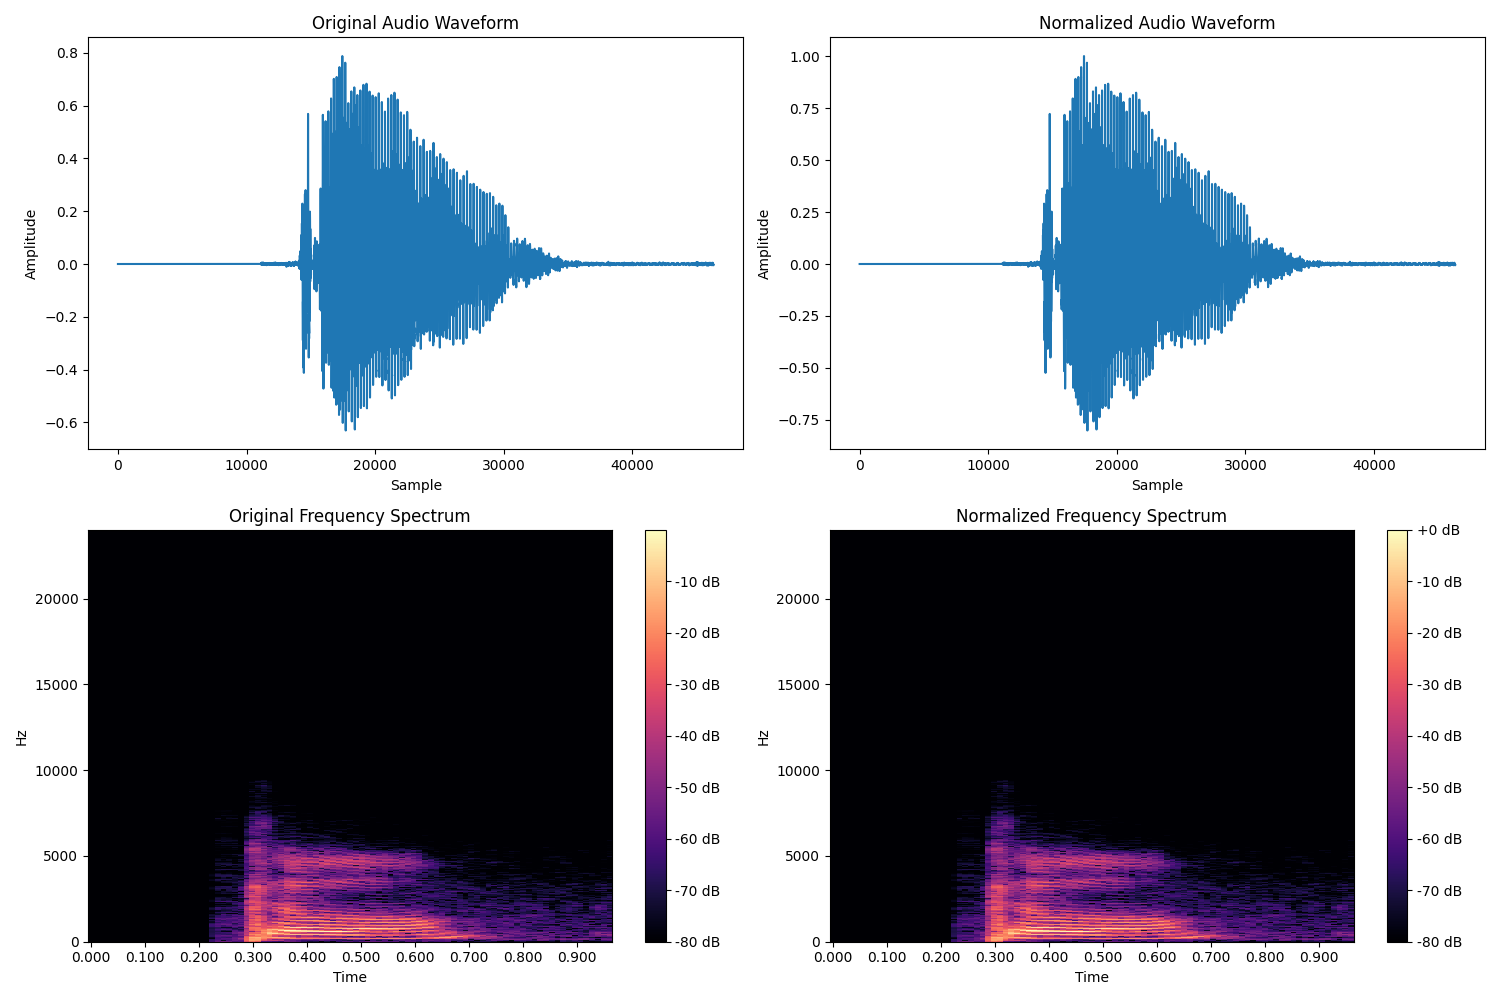 Original Audio Waveform
0.8
0.6
0.4
0.2
0.0
−0.2
−0.4
−0.6
Amplitude
0 10000 20000 30000 40000
Sample
Normalized Audio Waveform
1.00
0.75
0.50
0.25
0.00
−0.25
−0.50
−0.75
Amplitude
0 10000 20000 30000 40000
Sample
Original Frequency Spectrum
20000
15000
10000
5000
0
Hz
0.000 0.100 0.200 0.300 0.400 0.500 0.600 0.700 0.800 0.900
Time
-10 dB
-20 dB
-30 dB
-40 dB
-50 dB
-60 dB
-70 dB
-80 dB
Normalized Frequency Spectrum
20000
15000
10000
5000
0
Hz
0.000 0.100 0.200 0.300 0.400 0.500 0.600 0.700 0.800 0.900
Time
+0 dB
-10 dB
-20 dB
-30 dB
-40 dB
-50 dB
-60 dB
-70 dB
-80 dB